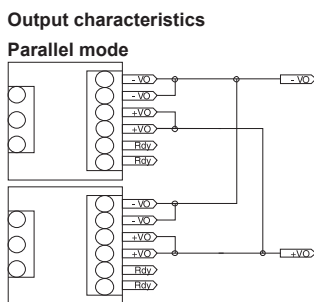 Output characteristics
Parallel mode
- VO
- VO
- VO
+VO
+VO
Rdy
Rdy
- VO
- VO
+VO
+VO
+VO
Rdy
Rdy